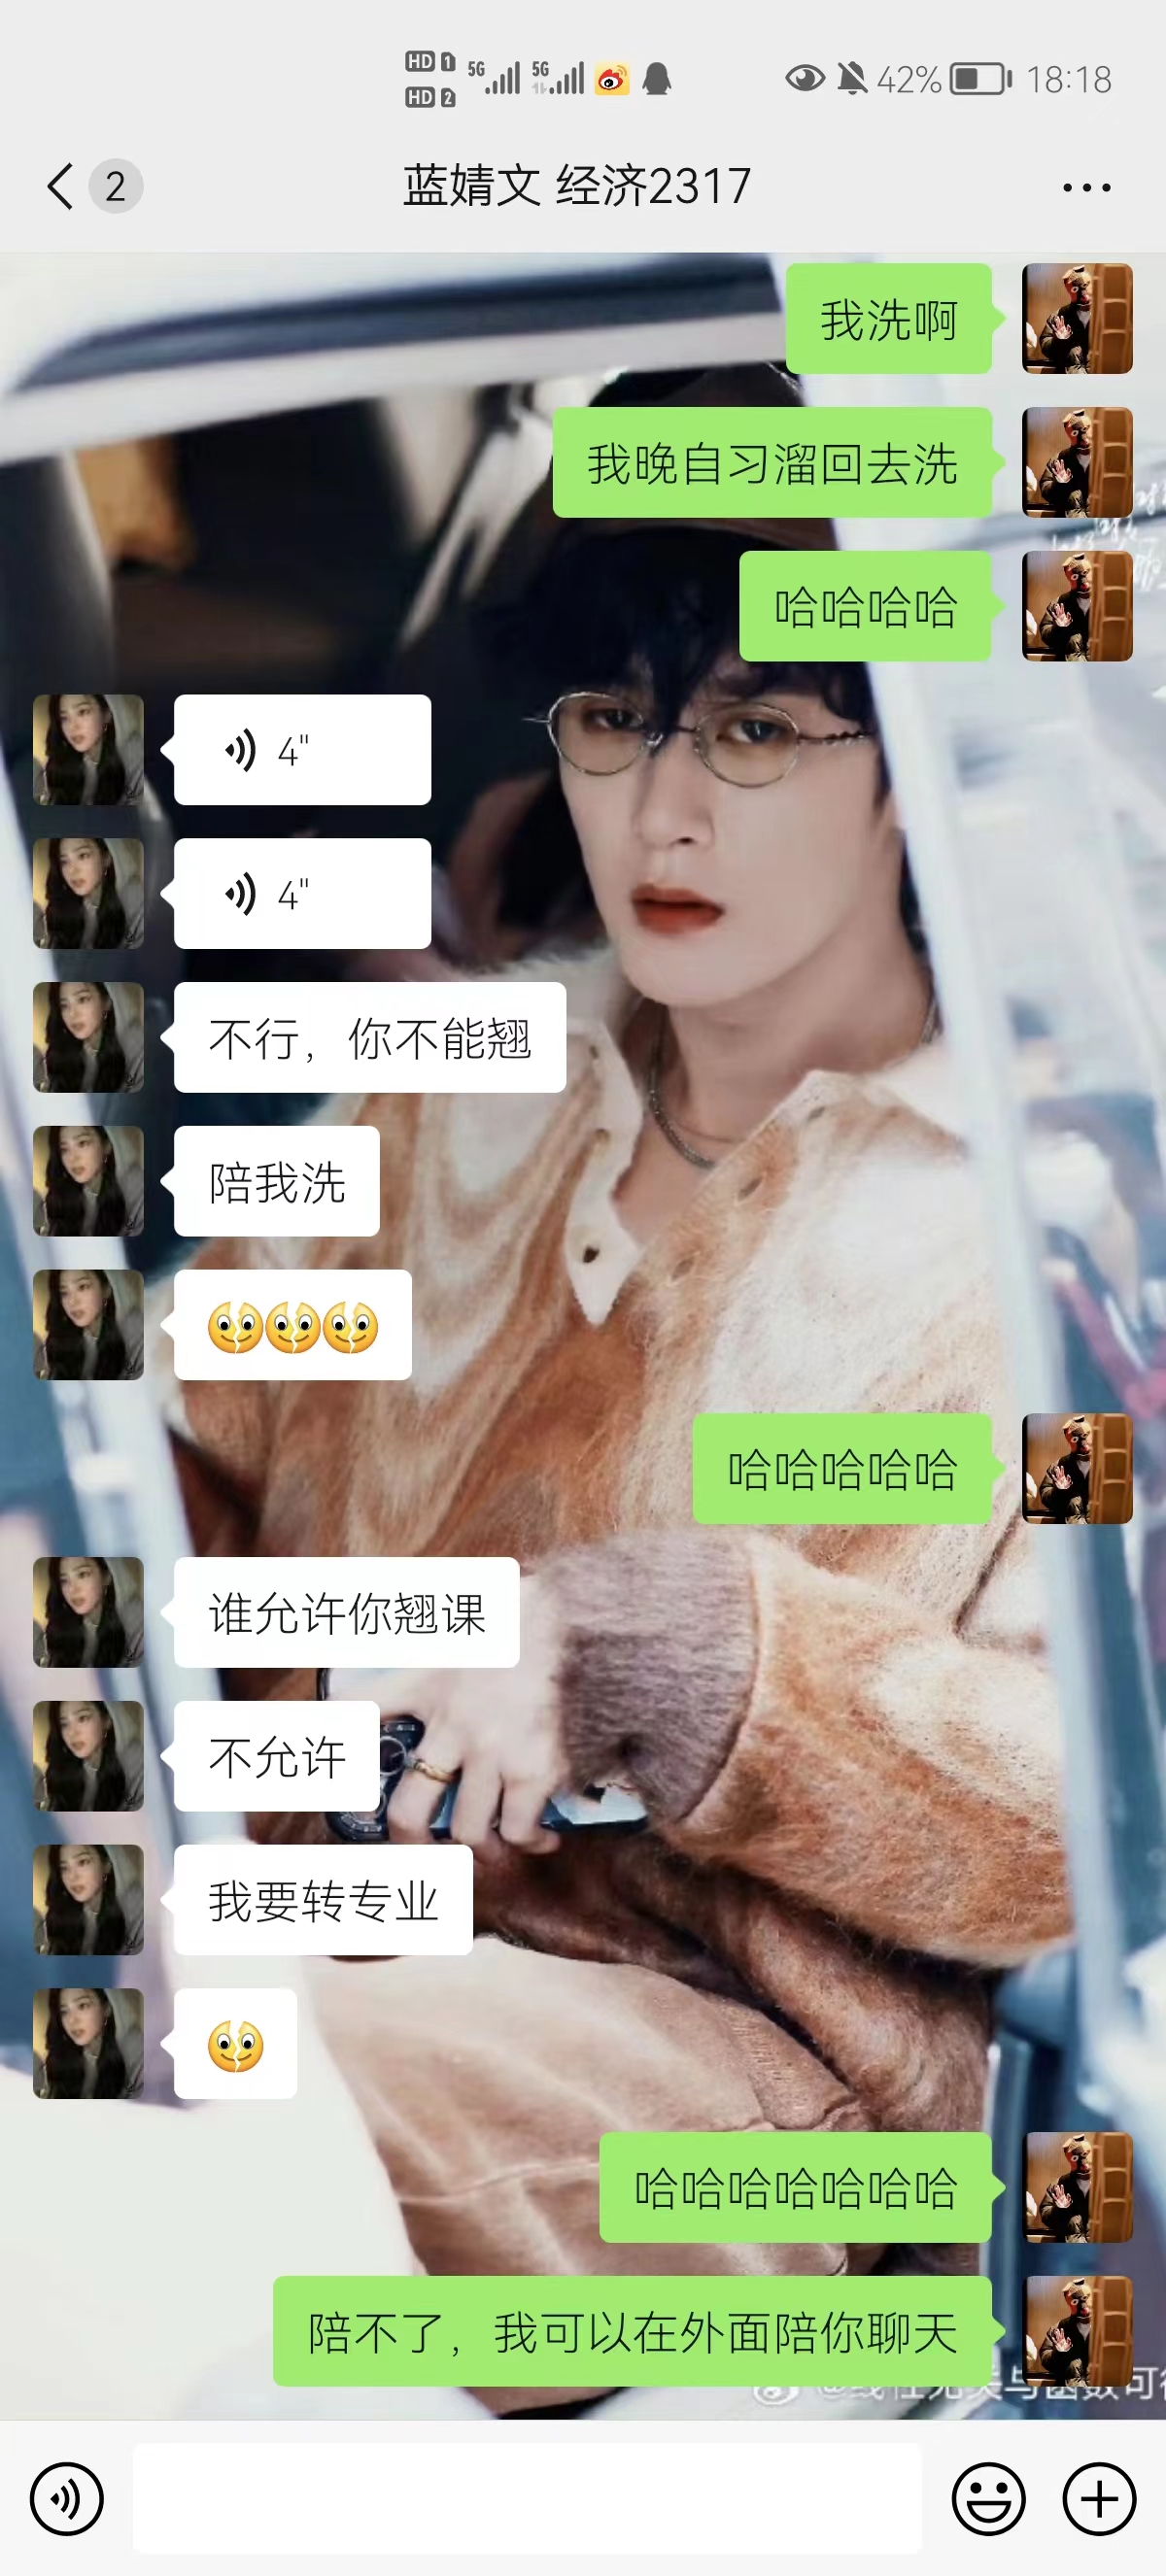 HD 1 5G 5G 42% 18:18
HD 2
2 蓝婧文 经济2317
我洗啊
我晚自习溜回去洗
哈哈哈哈
4"
4"
不行，你不能翘
陪我洗
哈哈哈哈哈
谁允许你翘课
不允许
我要转专业
哈哈哈哈哈哈哈
陪不了，我可以在外面陪你聊天